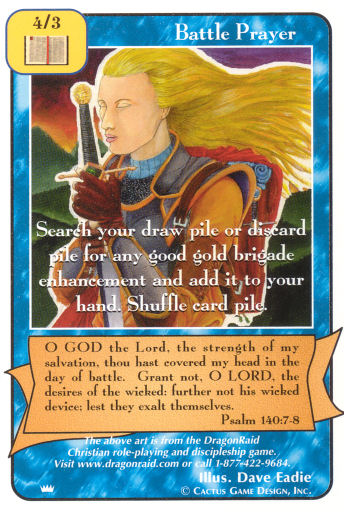 4/3
Battle Prayer
Search your draw pile or discard
pile for any good gold brigade
enhancement and add it to your
hand. Shuffle card pile.
O GOD the Lord, the strength of my
salvation, thou hast covered my head in the
day of battle. Grant not, O LORD, the
desires of the wicked: further not his wicked
device; lest they exalt themselves.
Psalm 140:7-8
The above art is from the DragonRaid
Christian role-playing and discipleship game.
Visit www.dragonraid.com or call 1-877-422-9684.
Illus. Dave Eadie
© Cactus Game Design, Inc.